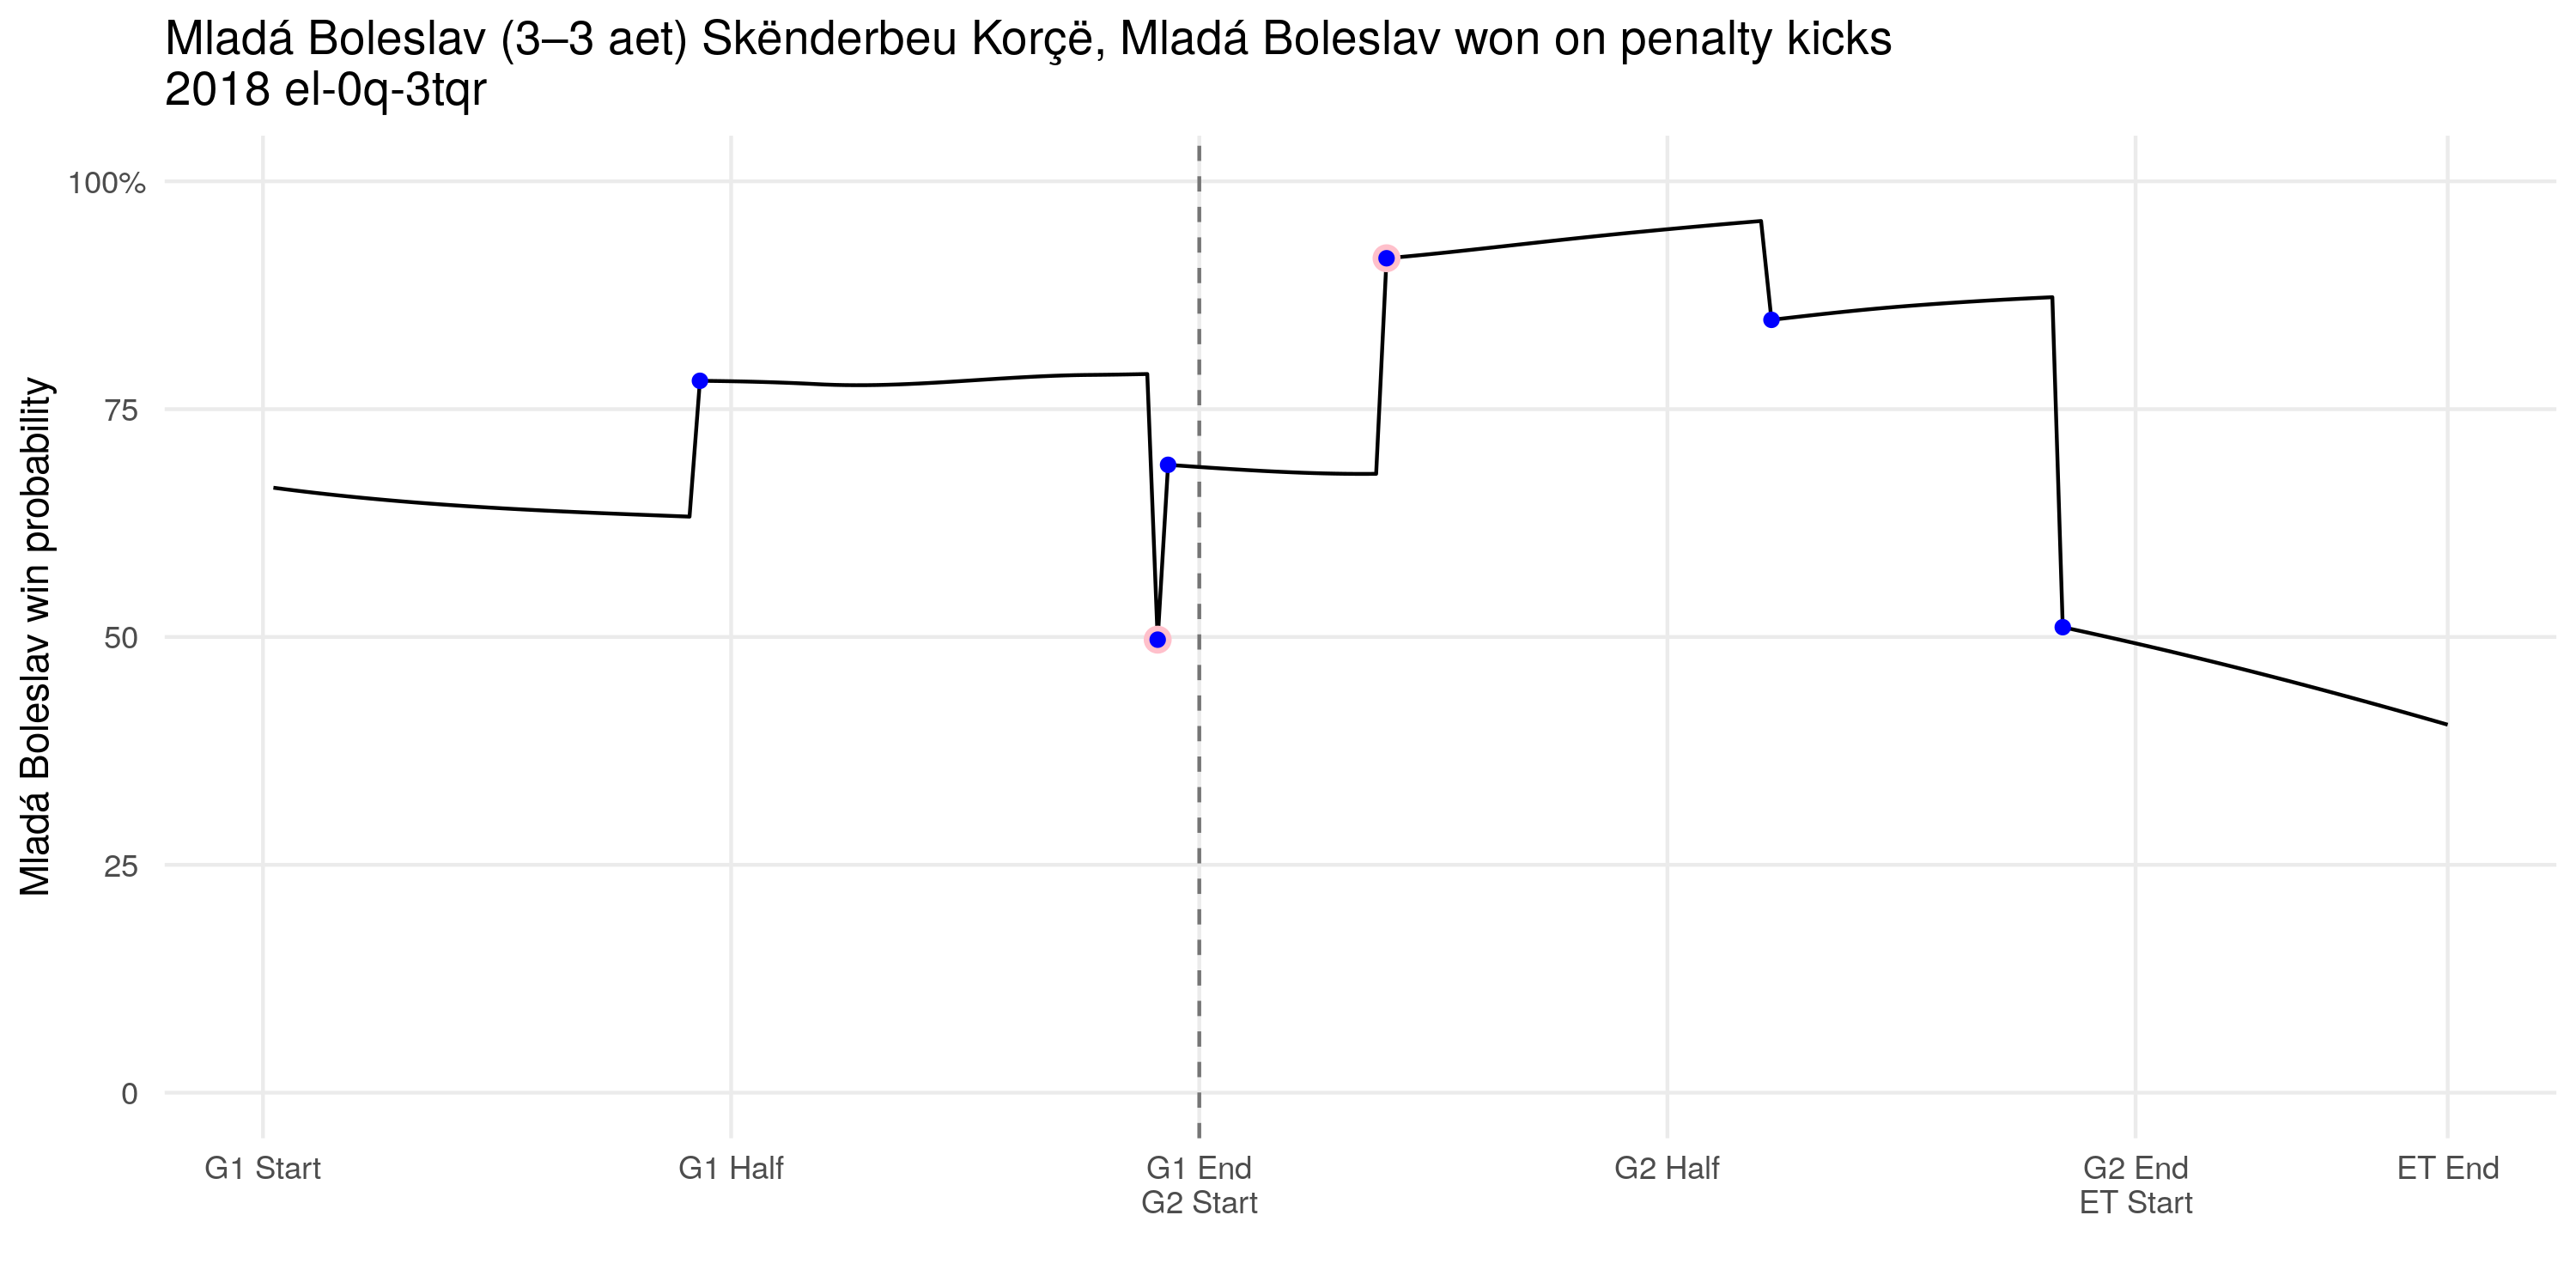 Mladá Boleslav (3–3 aet) Skënderbeu Korçë, Mladá Boleslav won on penalty kicks
2018 el-0q-3tqr
Mladá Boleslav win probability
100%
75
50
25
0
G1 Start
G1 Half
G1 End
G2 Start
G2 Half
G2 End
ET Start
ET End